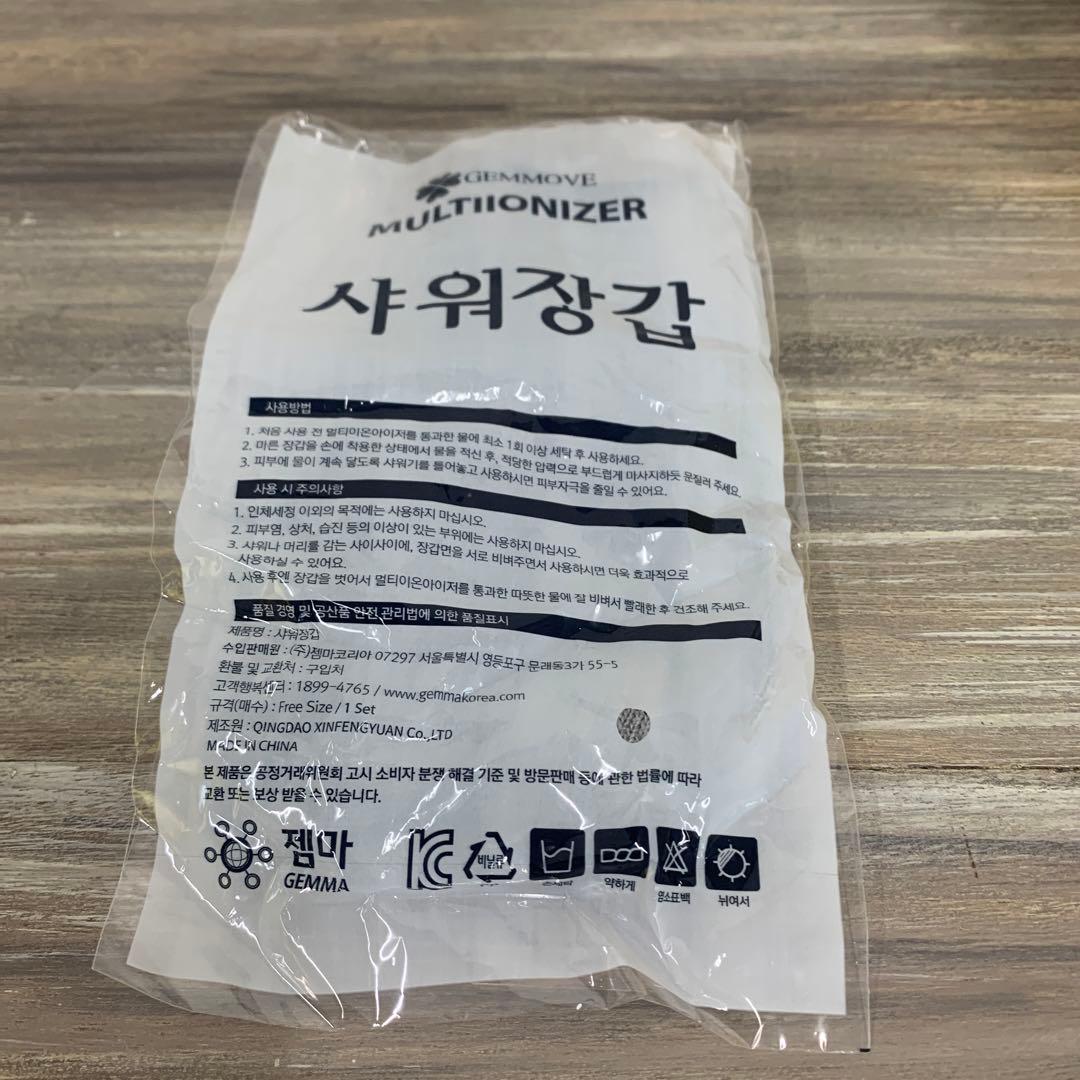 GEMMOVE
MULTIIONIZER
샤워장갑
사용방법
1. 처음 사용 전 멀티이온아이저를 통과한 물에 최소 1회 이상 세탁 후 사용하세요.
2. 마른 장갑을 손에 착용한 상태에서 물을 적신 후, 적당한 압력으로 부드럽게 마사지하듯 문질러 주세요.
3. 피부에 물이 계속 닿도록 샤워기를 틀어놓고 사용하시면 피부자극을 줄일 수 있어요.
사용 시 주의사항
1. 인체세정 이외의 목적에는 사용하지 마십시오.
2. 피부염, 상처, 습진 등의 이상이 있는 부위에는 사용하지 마십시오.
3. 샤워나 머리를 감는 사이사이에, 장갑면을 서로 비벼주면서 사용하시면 더욱 효과적으로
사용하실 수 있어요.
4. 사용 후엔 장갑을 벗어서 멀티이온아이저를 통과한 따뜻한 물에 잘 비벼서 빨래한 후 건조해 주세요.
품질 경영 및 공산품 안전 관리법에 의한 품질표시
제품명 : 샤워장갑
수입판매원 : (주)젬마코리아 07297 서울특별시 영등포구 문래동3가 55-5
환불 및 교환처 : 구입처
고객행복센터 : 1899-4765 / www.gemmakorea.com
규격(매수) : Free Size / 1 Set
제조원 : QINGDAO XINFENGYUAN Co.,LTD
MADE IN CHINA
본 제품은 공정거래위원회 고시 소비자 분쟁 해결 기준 및 방문판매 등에 관한 법률에 따라
교환 또는 보상 받을 수 있습니다.
젬마
GEMMA
비닐류
손세탁
약하게
염소표백
뉘여서